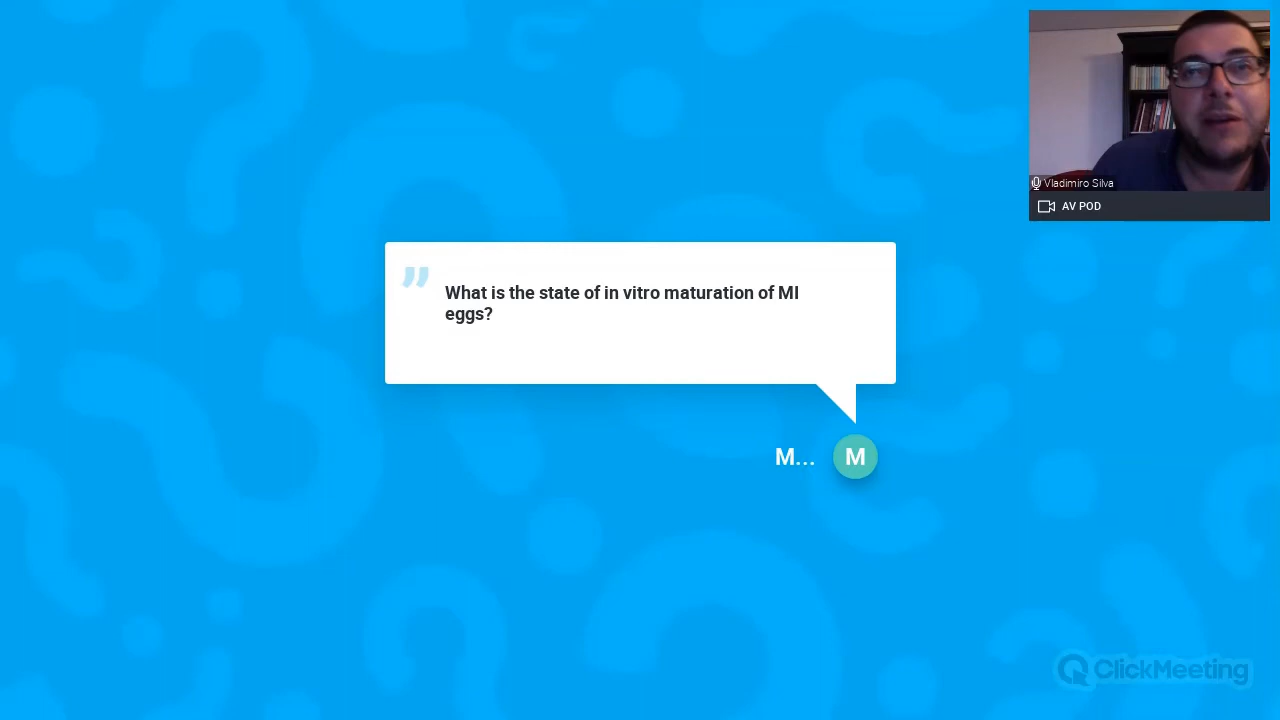 Vladimiro Silva
AV POD
”
What is the state of in vitro maturation of MI
eggs?
M... M
ClickMeeting